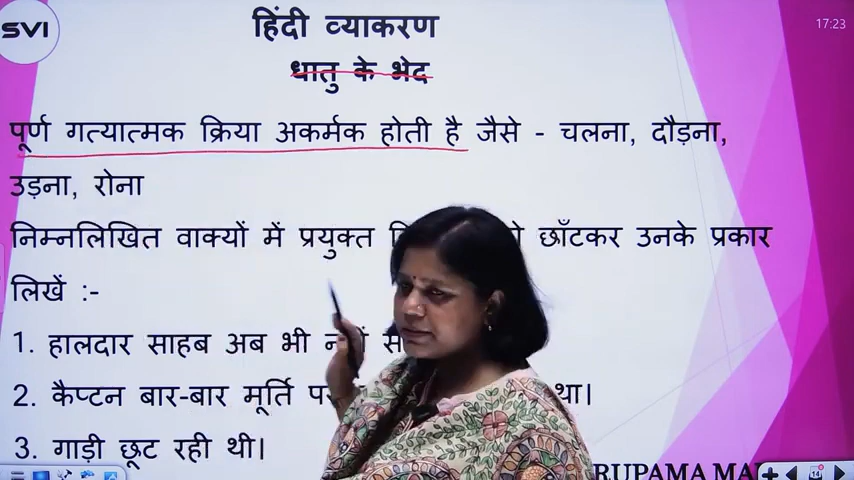 SVI
17:23
हिंदी व्याकरण
धातु के भेद
पूर्ण गत्यात्मक क्रिया अकर्मक होती है जैसे - चलना, दौड़ना,
उड़ना, रोना
निम्नलिखित वाक्यों में प्रयुक्त छाँटकर उनके प्रकार
लिखें :-
1. हालदार साहब अब भी
2. कैप्टन बार-बार मूर्ति था।
3. गाड़ी छूट रही थी।
RUPAMA